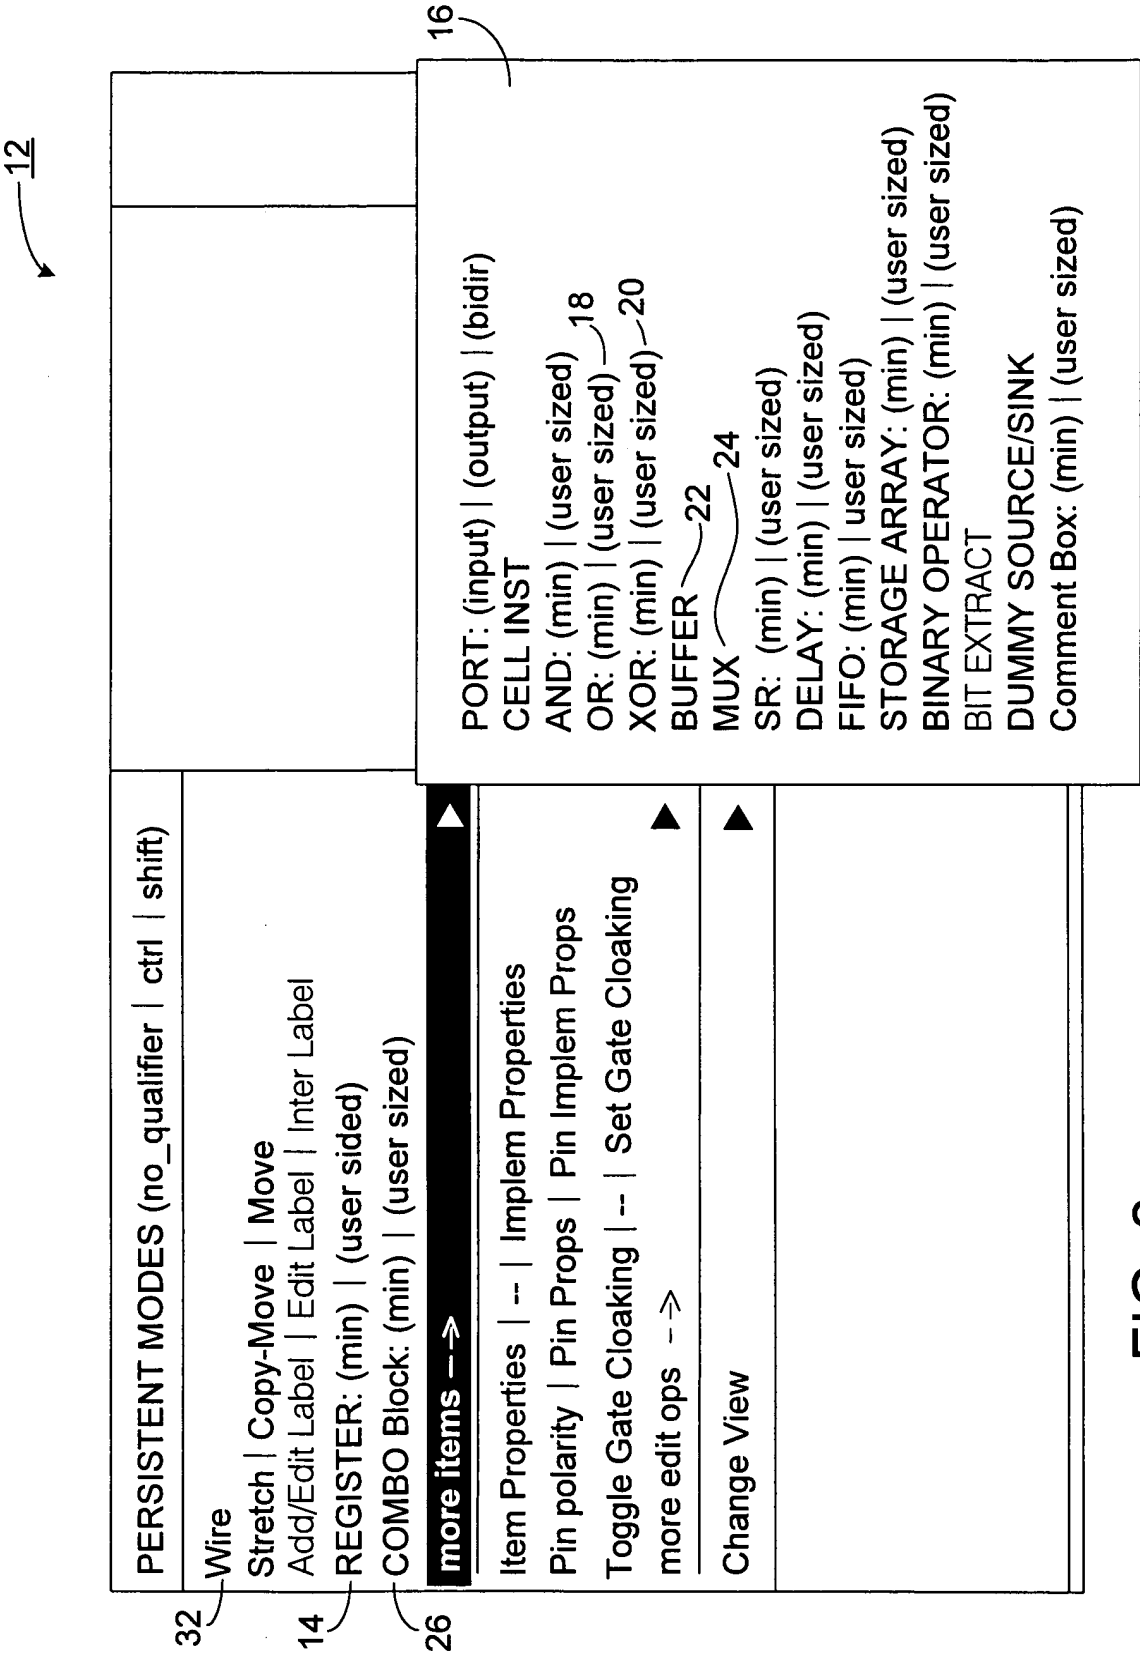 12
PERSISTENT MODES (no_qualifier | ctrl | shift)
32
Wire
Stretch | Copy-Move | Move
Add/Edit Label | Edit Label | Inter Label
14
REGISTER: (min) | (user sided)
26
COMBO Block: (min) | (user sized)
more items -->
Item Properties | -- | Implem Properties
Pin polarity | Pin Props | Pin Implem Props
Toggle Gate Cloaking | -- | Set Gate Cloaking
more edit ops -->
Change View
16
PORT: (input) | (output) | (bidir)
CELL INST
AND: (min) | (user sized)
OR: (min) | (user sized) 18
XOR: (min) | (user sized) 20
BUFFER 22
MUX 24
SR: (min) | (user sized)
DELAY: (min) | (user sized)
FIFO: (min) | user sized)
STORAGE ARRAY: (min) | (user sized)
BINARY OPERATOR: (min) | (user sized)
BIT EXTRACT
DUMMY SOURCE/SINK
Comment Box: (min) | (user sized)